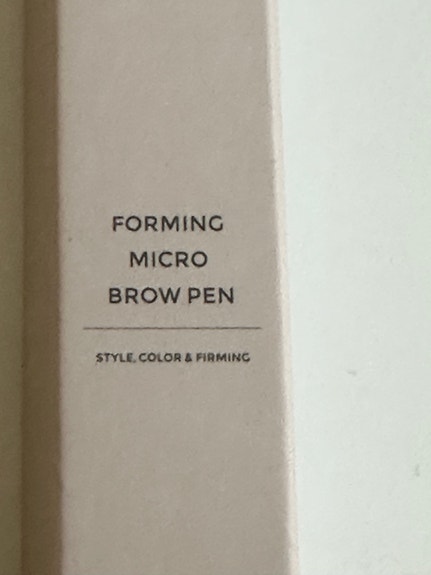 FORMING
MICRO
BROW PEN
STYLE, COLOR & FIRMING